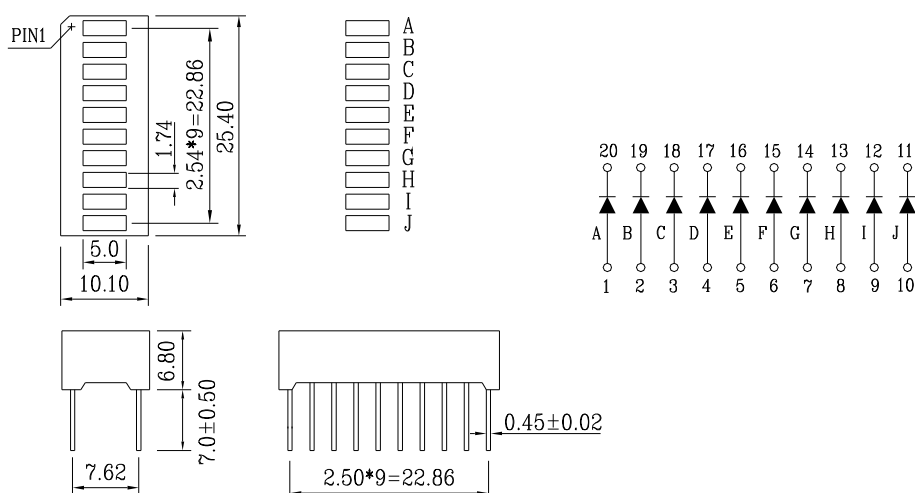 PIN1
A
B
C
D
E
F
G
H
I
J
1.74
2.54*9=22.86
25.40
5.0
10.10
20 19 18 17 16 15 14 13 12 11
A B C D E F G H I J
1 2 3 4 5 6 7 8 9 10
6.80
7.0±0.50
7.62
0.45±0.02
2.50*9=22.86